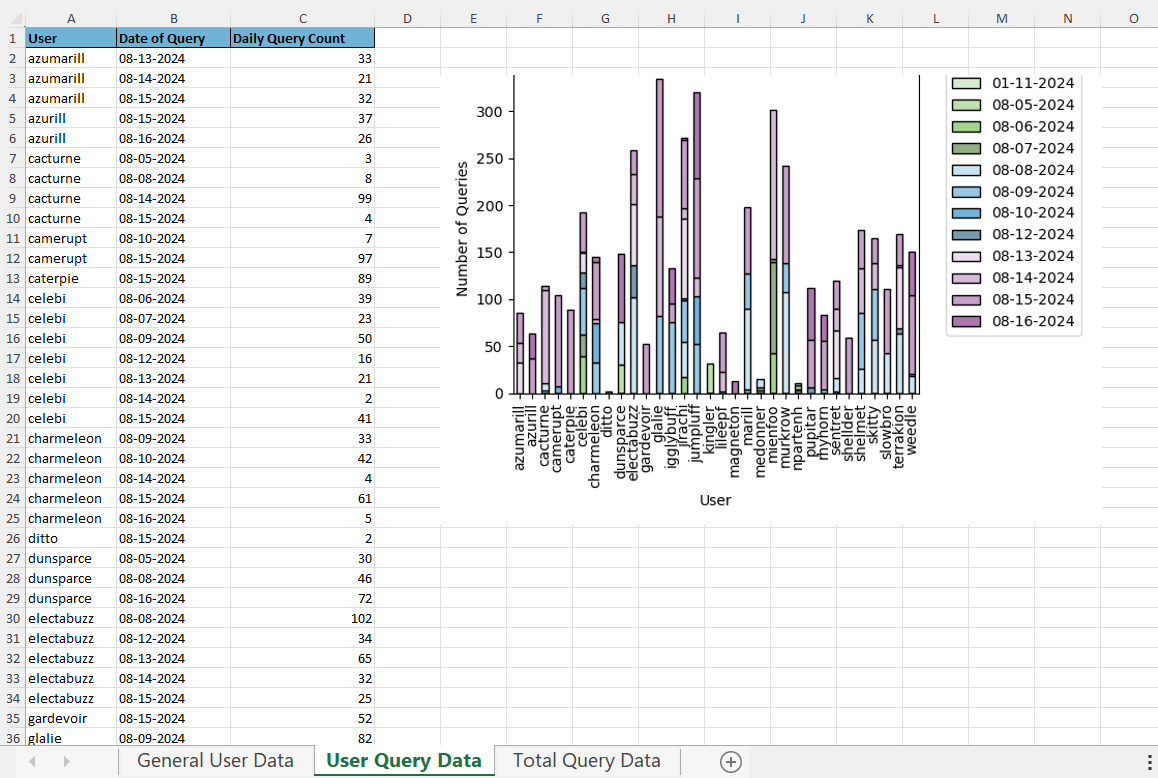 A B C D E F G H I J K L M N O
1 User Date of Query Daily Query Count
2 azumarill 08-13-2024 33
3 azumarill 08-14-2024 21
4 azumarill 08-15-2024 32
5 azurill 08-15-2024 37
6 azurill 08-16-2024 26
7 cacturne 08-05-2024 3
8 cacturne 08-08-2024 8
9 cacturne 08-14-2024 99
10 cacturne 08-15-2024 4
11 camerupt 08-10-2024 7
12 camerupt 08-15-2024 97
13 caterpie 08-15-2024 89
14 celebi 08-06-2024 39
15 celebi 08-07-2024 23
16 celebi 08-09-2024 50
17 celebi 08-12-2024 16
18 celebi 08-13-2024 21
19 celebi 08-14-2024 2
20 celebi 08-15-2024 41
21 charmeleon 08-09-2024 33
22 charmeleon 08-10-2024 42
23 charmeleon 08-14-2024 4
24 charmeleon 08-15-2024 61
25 charmeleon 08-16-2024 5
26 ditto 08-15-2024 2
27 dunsparce 08-05-2024 30
28 dunsparce 08-08-2024 46
29 dunsparce 08-16-2024 72
30 electabuzz 08-08-2024 102
31 electabuzz 08-12-2024 34
32 electabuzz 08-13-2024 65
33 electabuzz 08-14-2024 32
34 electabuzz 08-15-2024 25
35 gardevoir 08-15-2024 52
36 glalie 08-09-2024 82
Number of Queries
300
250
200
150
100
50
0
azumarill
azurill
cacturne
camerupt
caterpie
celebi
charmeleon
ditto
dunsparce
electabuzz
gardevoir
glalie
igglybuff
jirachi
jumpluff
kingler
lileepf
magneton
marill
medonner
mienfoo
murkrow
npartenh
pupitar
rhyhorn
sentret
shellder
shelmet
skitty
slowbro
terrakion
weedle
User
01-11-2024
08-05-2024
08-06-2024
08-07-2024
08-08-2024
08-09-2024
08-10-2024
08-12-2024
08-13-2024
08-14-2024
08-15-2024
08-16-2024
General User Data User Query Data Total Query Data